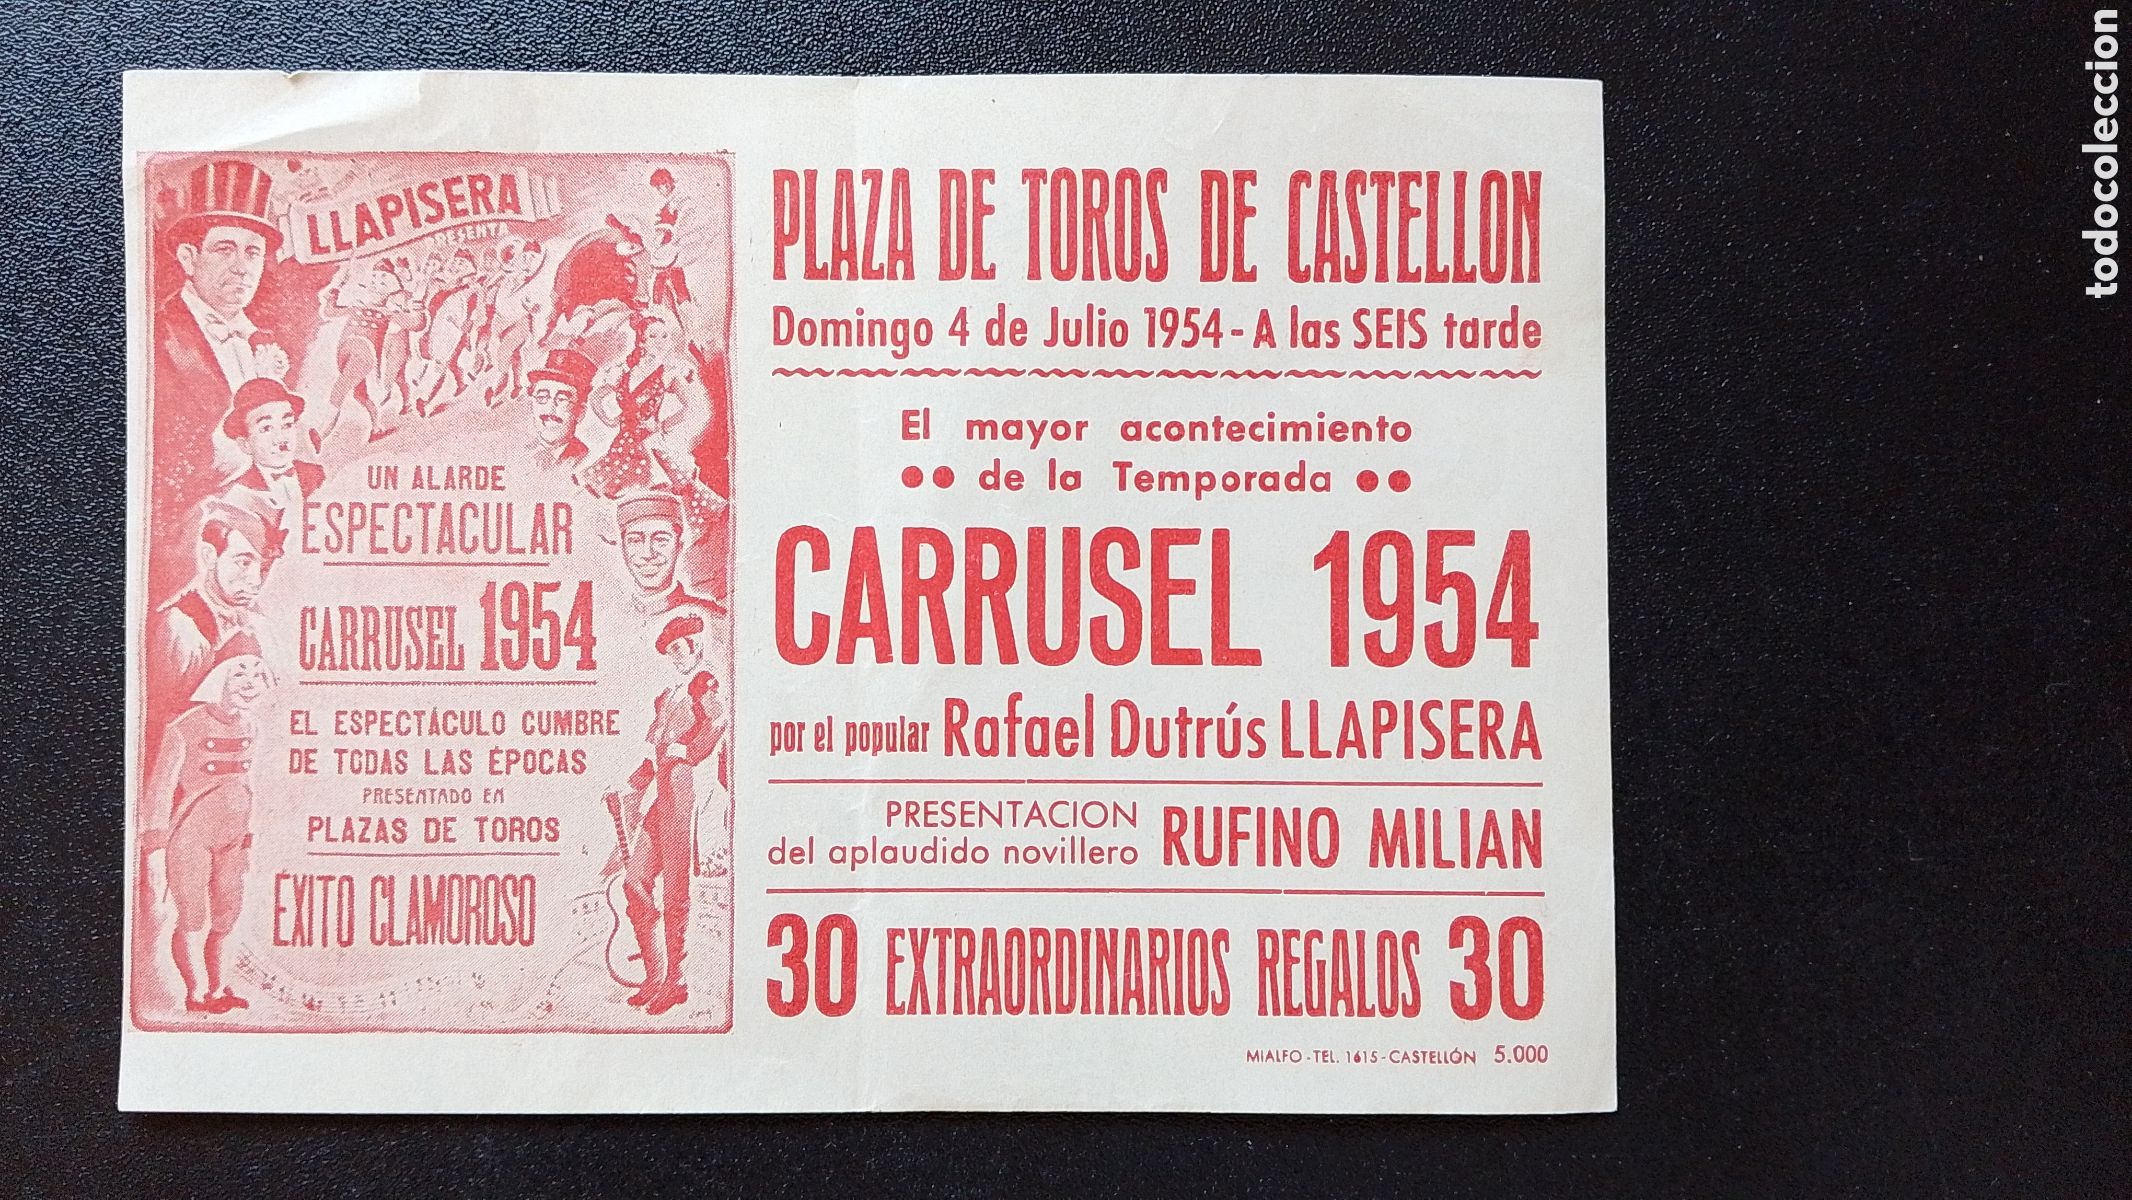 LLAPISERA
PRESENTA
UN ALARDE
ESPECTACULAR
CARRUSEL 1954
EL ESPECTÁCULO CUMBRE
DE TODAS LAS ÉPOCAS
PRESENTADO EN
PLAZAS DE TOROS
ÉXITO CLAMOROSO
PLAZA DE TOROS DE CASTELLON
Domingo 4 de Julio 1954 - A las SEIS tarde
El mayor acontecimiento
•• de la Temporada ••
CARRUSEL 1954
por el popular Rafael Dutrús LLAPISERA
PRESENTACION
del aplaudido novillero RUFINO MILIAN
30 EXTRAORDINARIOS REGALOS 30
MIALFO - TEL. 1615 - CASTELLÓN 5.000
todocoleccion